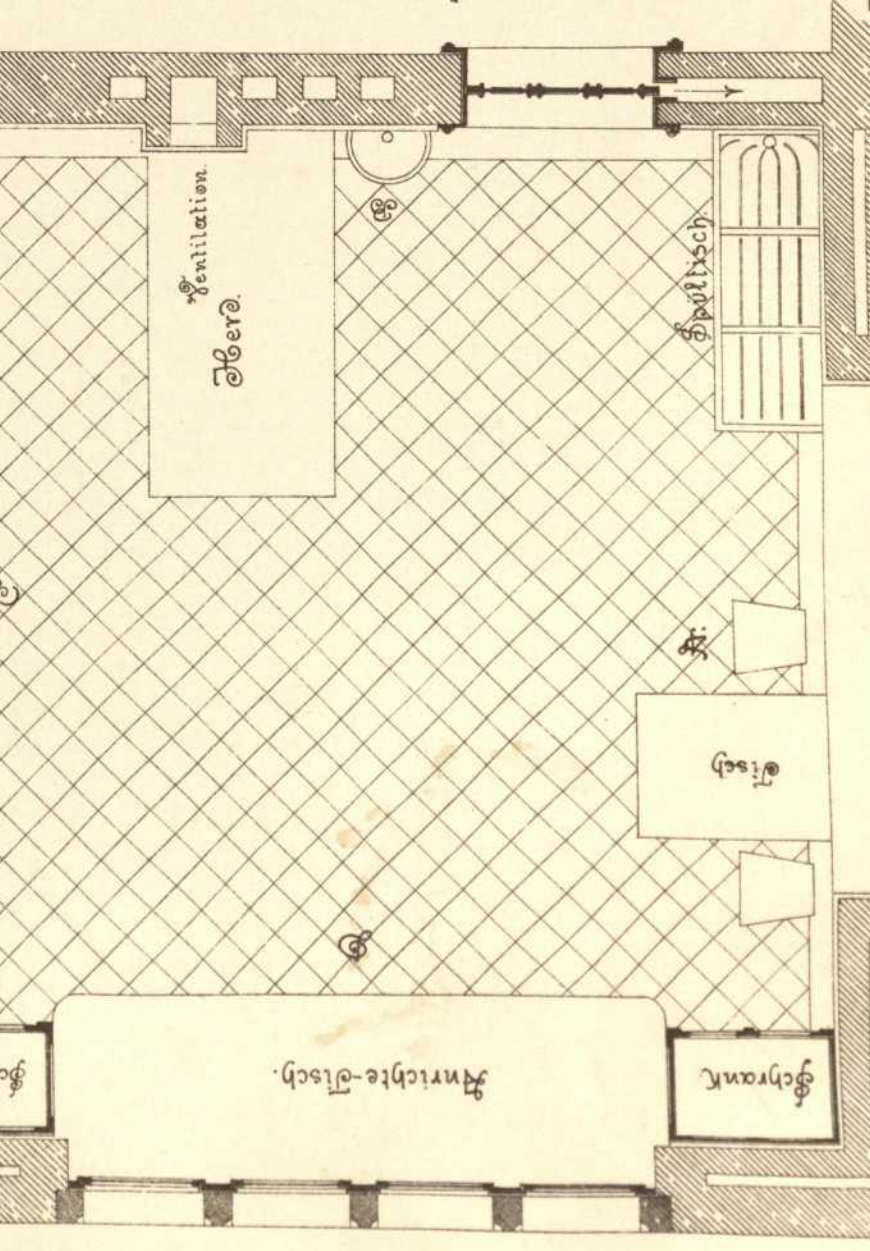 Ventilation.
Herd.
B
Spültisch.
A.
Tisch
Anrichte-Tisch.
Schrank